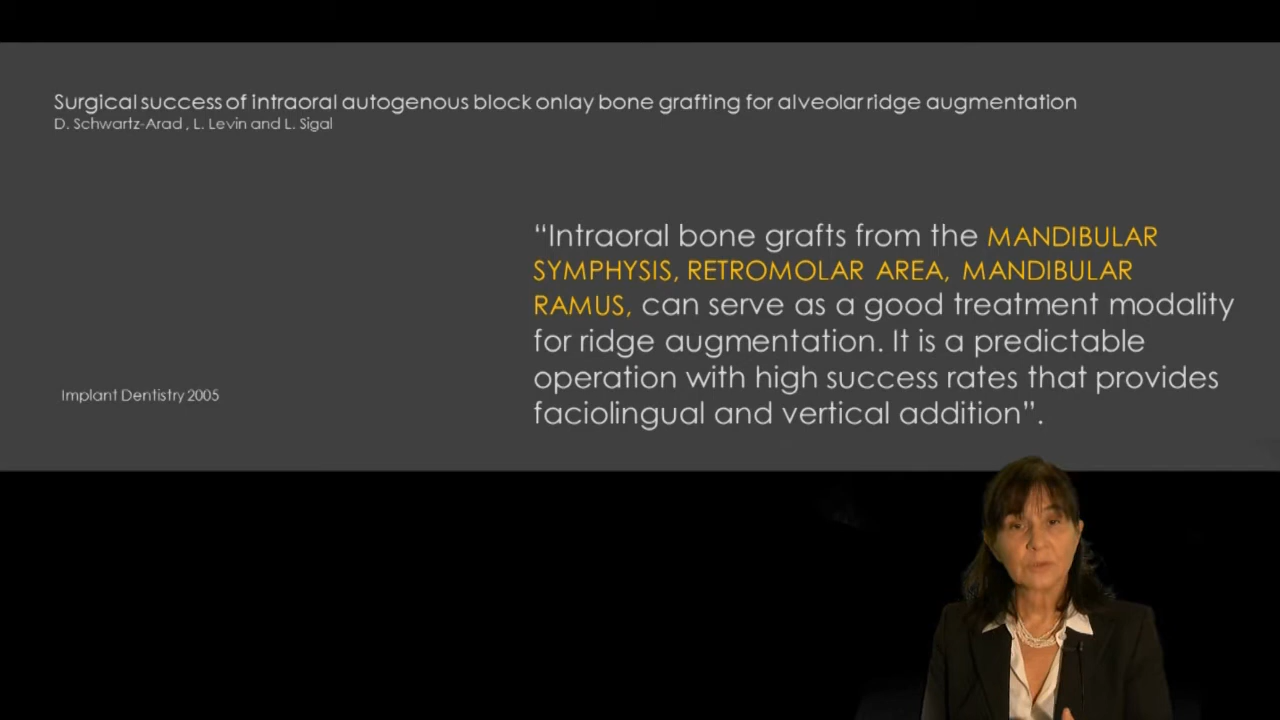 Surgical success of intraoral autogenous block onlay bone grafting for alveolar ridge augmentation
D. Schwartz-Arad , L. Levin and L. Sigal
“Intraoral bone grafts from the MANDIBULAR
SYMPHYSIS, RETROMOLAR AREA, MANDIBULAR
RAMUS, can serve as a good treatment modality
for ridge augmentation. It is a predictable
operation with high success rates that provides
faciolingual and vertical addition”.
Implant Dentistry 2005